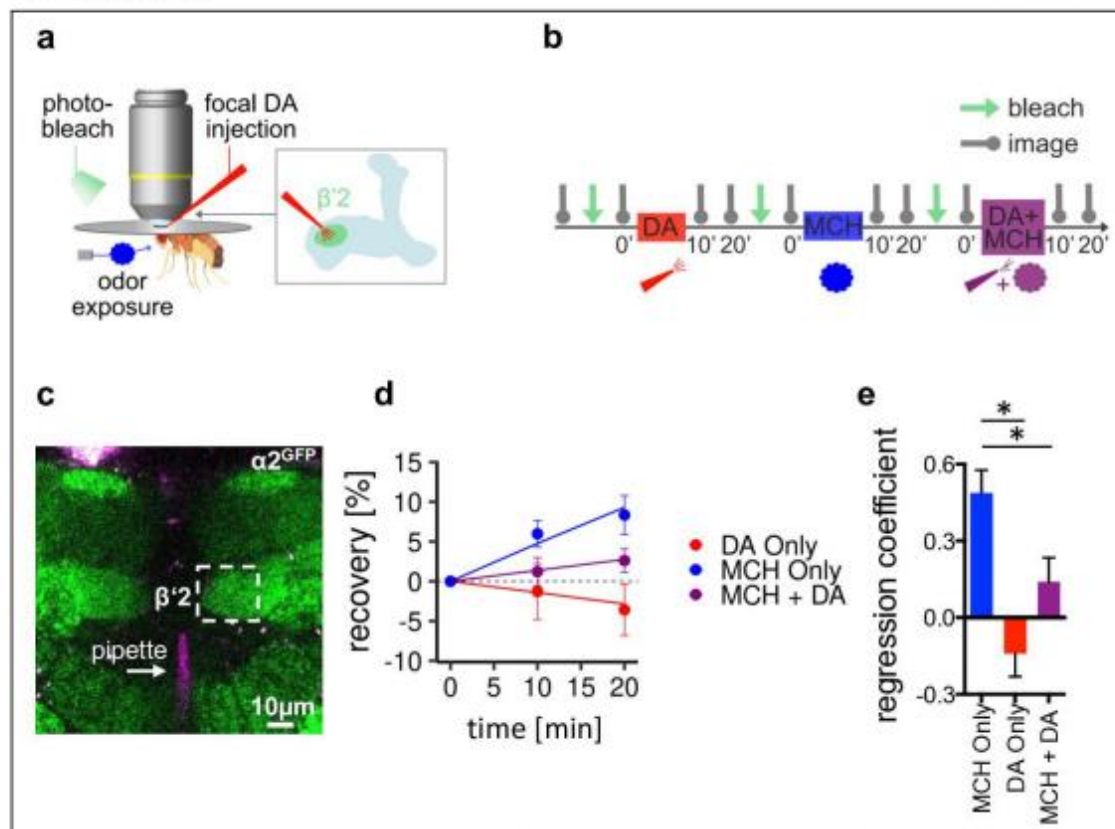 a
photo-
bleach
focal DA
injection
β'2
odor
exposure
b
bleach
image
0' DA 10' 20' 0' MCH 10' 20' 0' DA+
MCH 10' 20'
+
c
α2GFP
β'2
pipette
10μm
d
recovery [%]
15
10
5
0
-5
-10
0 10 20
time [min]
DA Only
MCH Only
MCH + DA
e
regression coefficient
*
*
0.6
0.3
0.0
-0.3
MCH Only
DA Only
MCH + DA